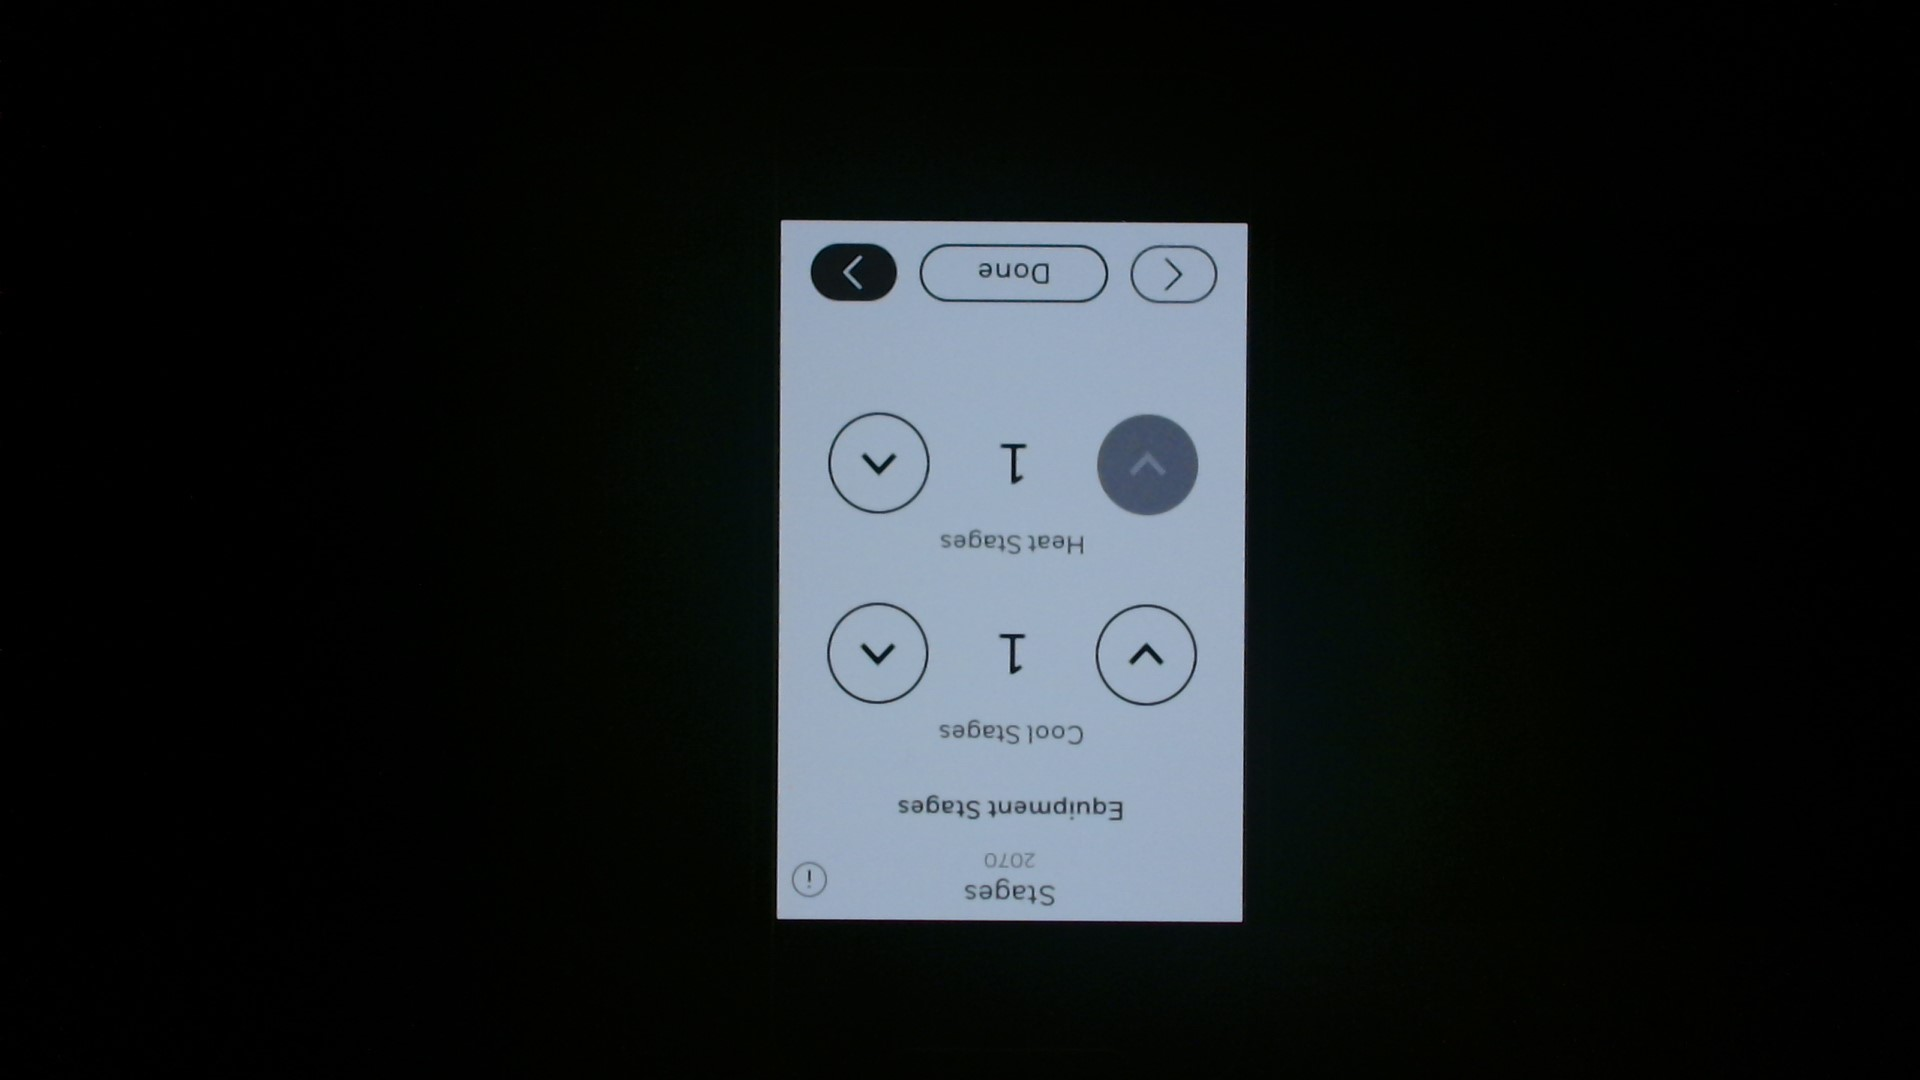 Stages
2070
i
Equipment Stages
Cool Stages
1
Heat Stages
1
Done